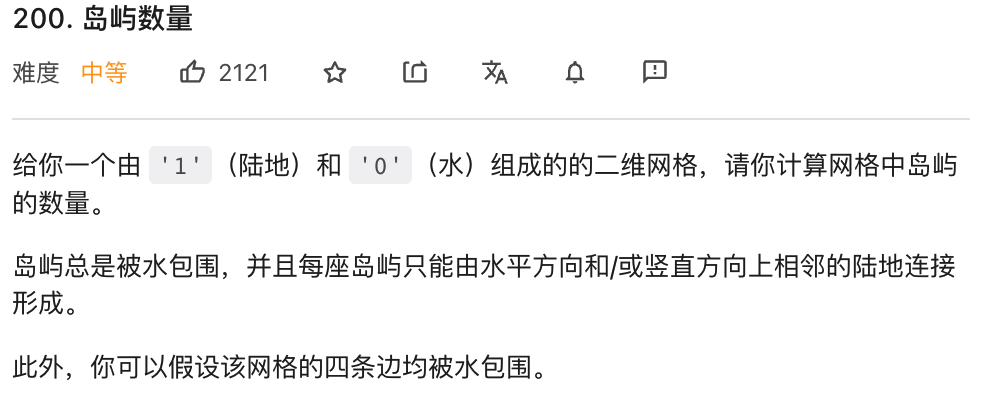 200. 岛屿数量
难度 中等 2121
给你一个由 '1' （陆地）和 '0' （水）组成的的二维网格，请你计算网格中岛屿
的数量。
岛屿总是被水包围，并且每座岛屿只能由水平方向和/或竖直方向上相邻的陆地连接
形成。
此外，你可以假设该网格的四条边均被水包围。